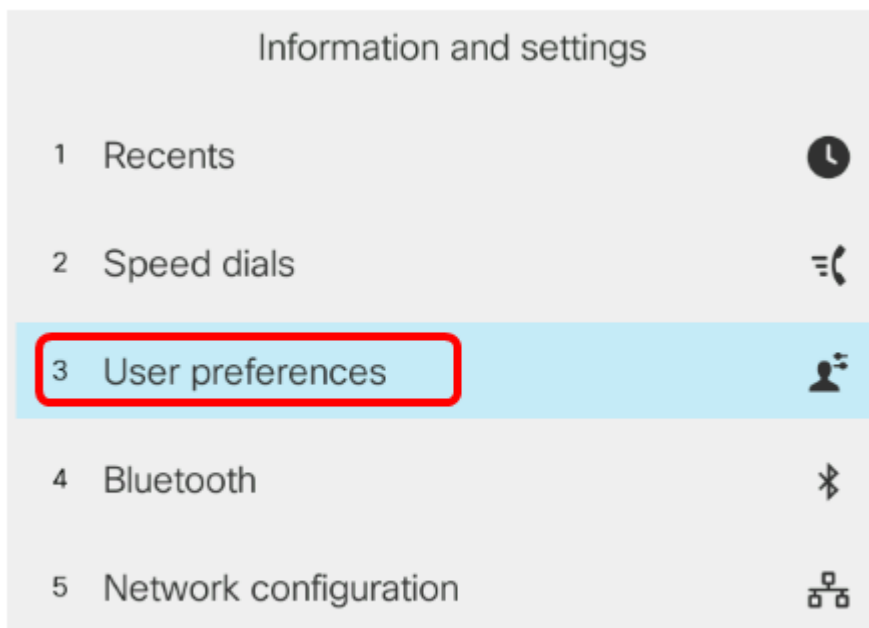 Information and settings
1 Recents
2 Speed dials
3 User preferences
4 Bluetooth
5 Network configuration